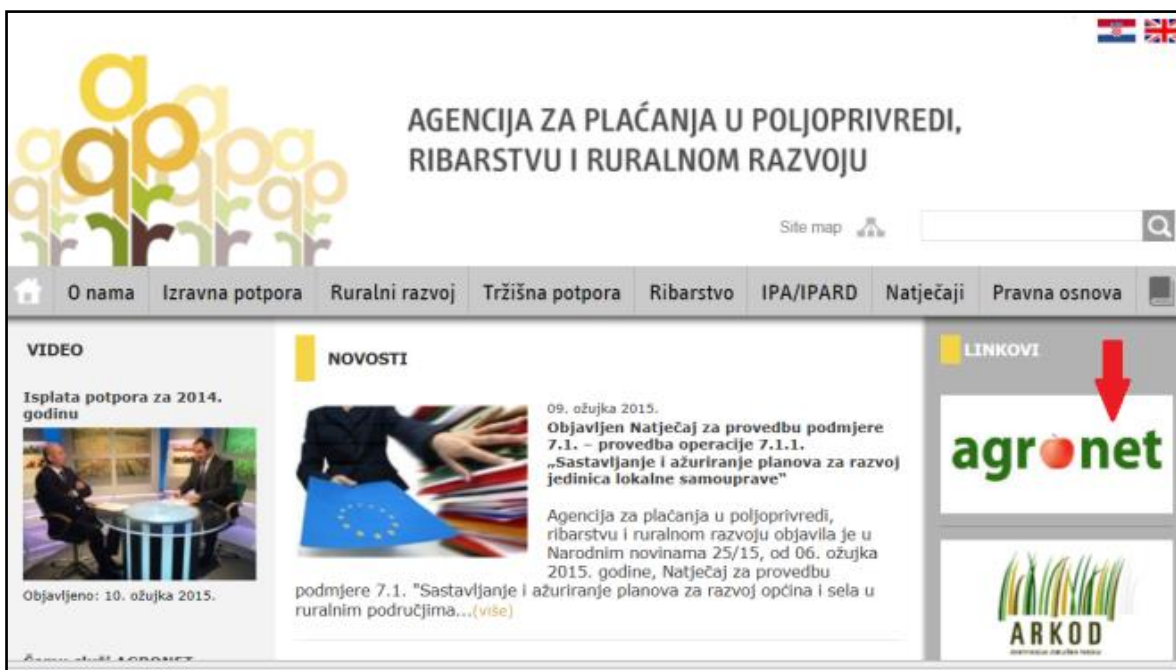 AGENCIJA ZA PLAĆANJA U POLJOPRIVREDI,
RIBARSTVU I RURALNOM RAZVOJU
Site map
O nama Izravna potpora Ruralni razvoj Tržišna potpora Ribarstvo IPA/IPARD Natječaji Pravna osnova
VIDEO
Isplata potpora za 2014.
godinu
Objavljeno: 10. ožujka 2015.
NOVOSTI
09. ožujka 2015.
Objavljen Natječaj za provedbu podmjere
7.1. – provedba operacije 7.1.1.
„Sastavljanje i ažuriranje planova za razvoj
jedinica lokalne samouprave"
Agencija za plaćanja u poljoprivredi,
ribarstvu i ruralnom razvoju objavila je u
Narodnim novinama 25/15, od 06. ožujka
2015. godine, Natječaj za provedbu
podmjere 7.1. "Sastavljanje i ažuriranje planova za razvoj općina i sela u
ruralnim područjima...(više)
LINKOVI
agronet
ARKOD